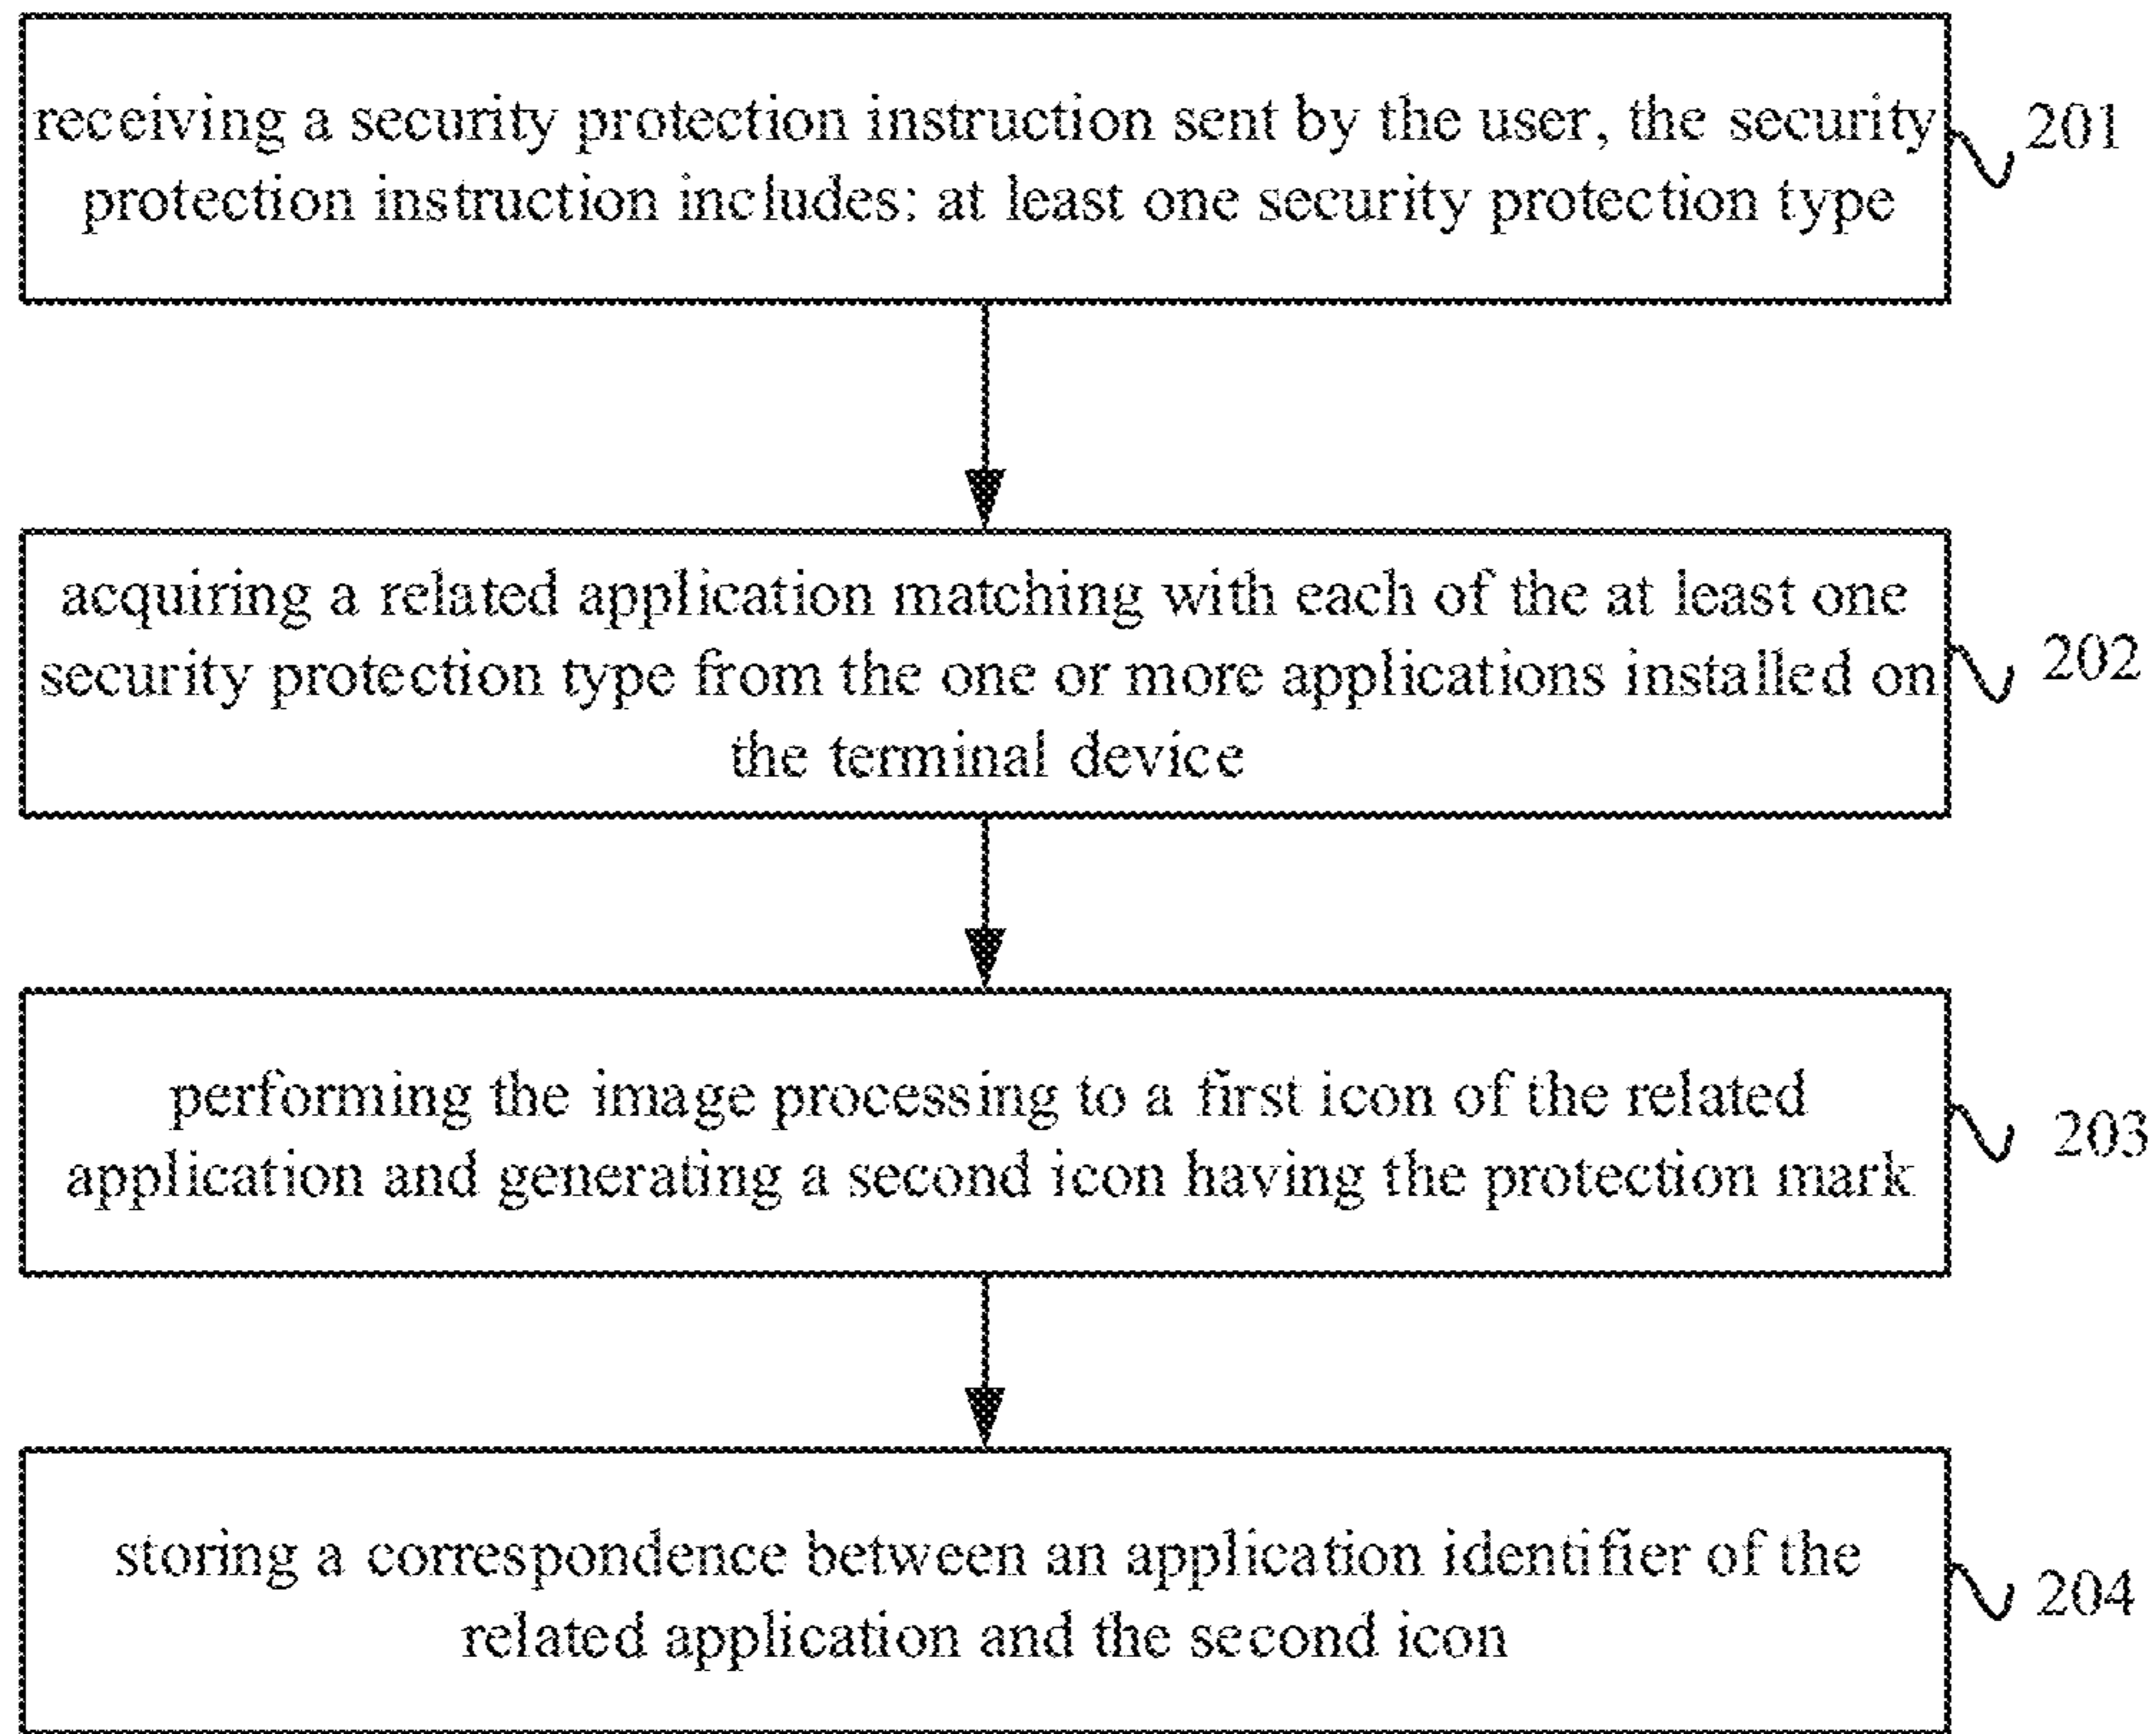 receiving a security protection instruction sent by the user, the security
protection instruction includes: at least one security protection type
201
acquiring a related application matching with each of the at least one
security protection type from the one or more applications installed on
the terminal device
202
performing the image processing to a first icon of the related
application and generating a second icon having the protection mark
203
storing a correspondence between an application identifier of the
related application and the second icon
204